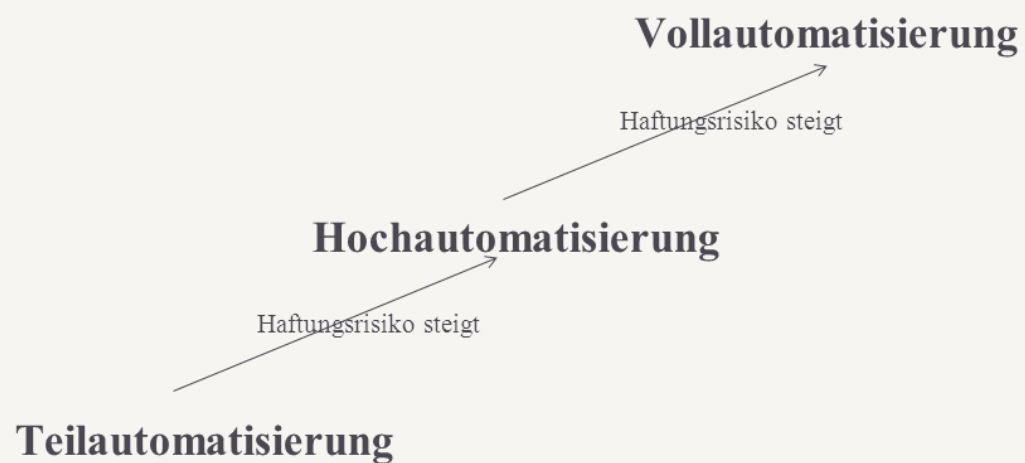 Vollautomatisierung
Haftungsrisiko steigt
Hochautomatisierung
Haftungsrisiko steigt
Teilautomatisierung